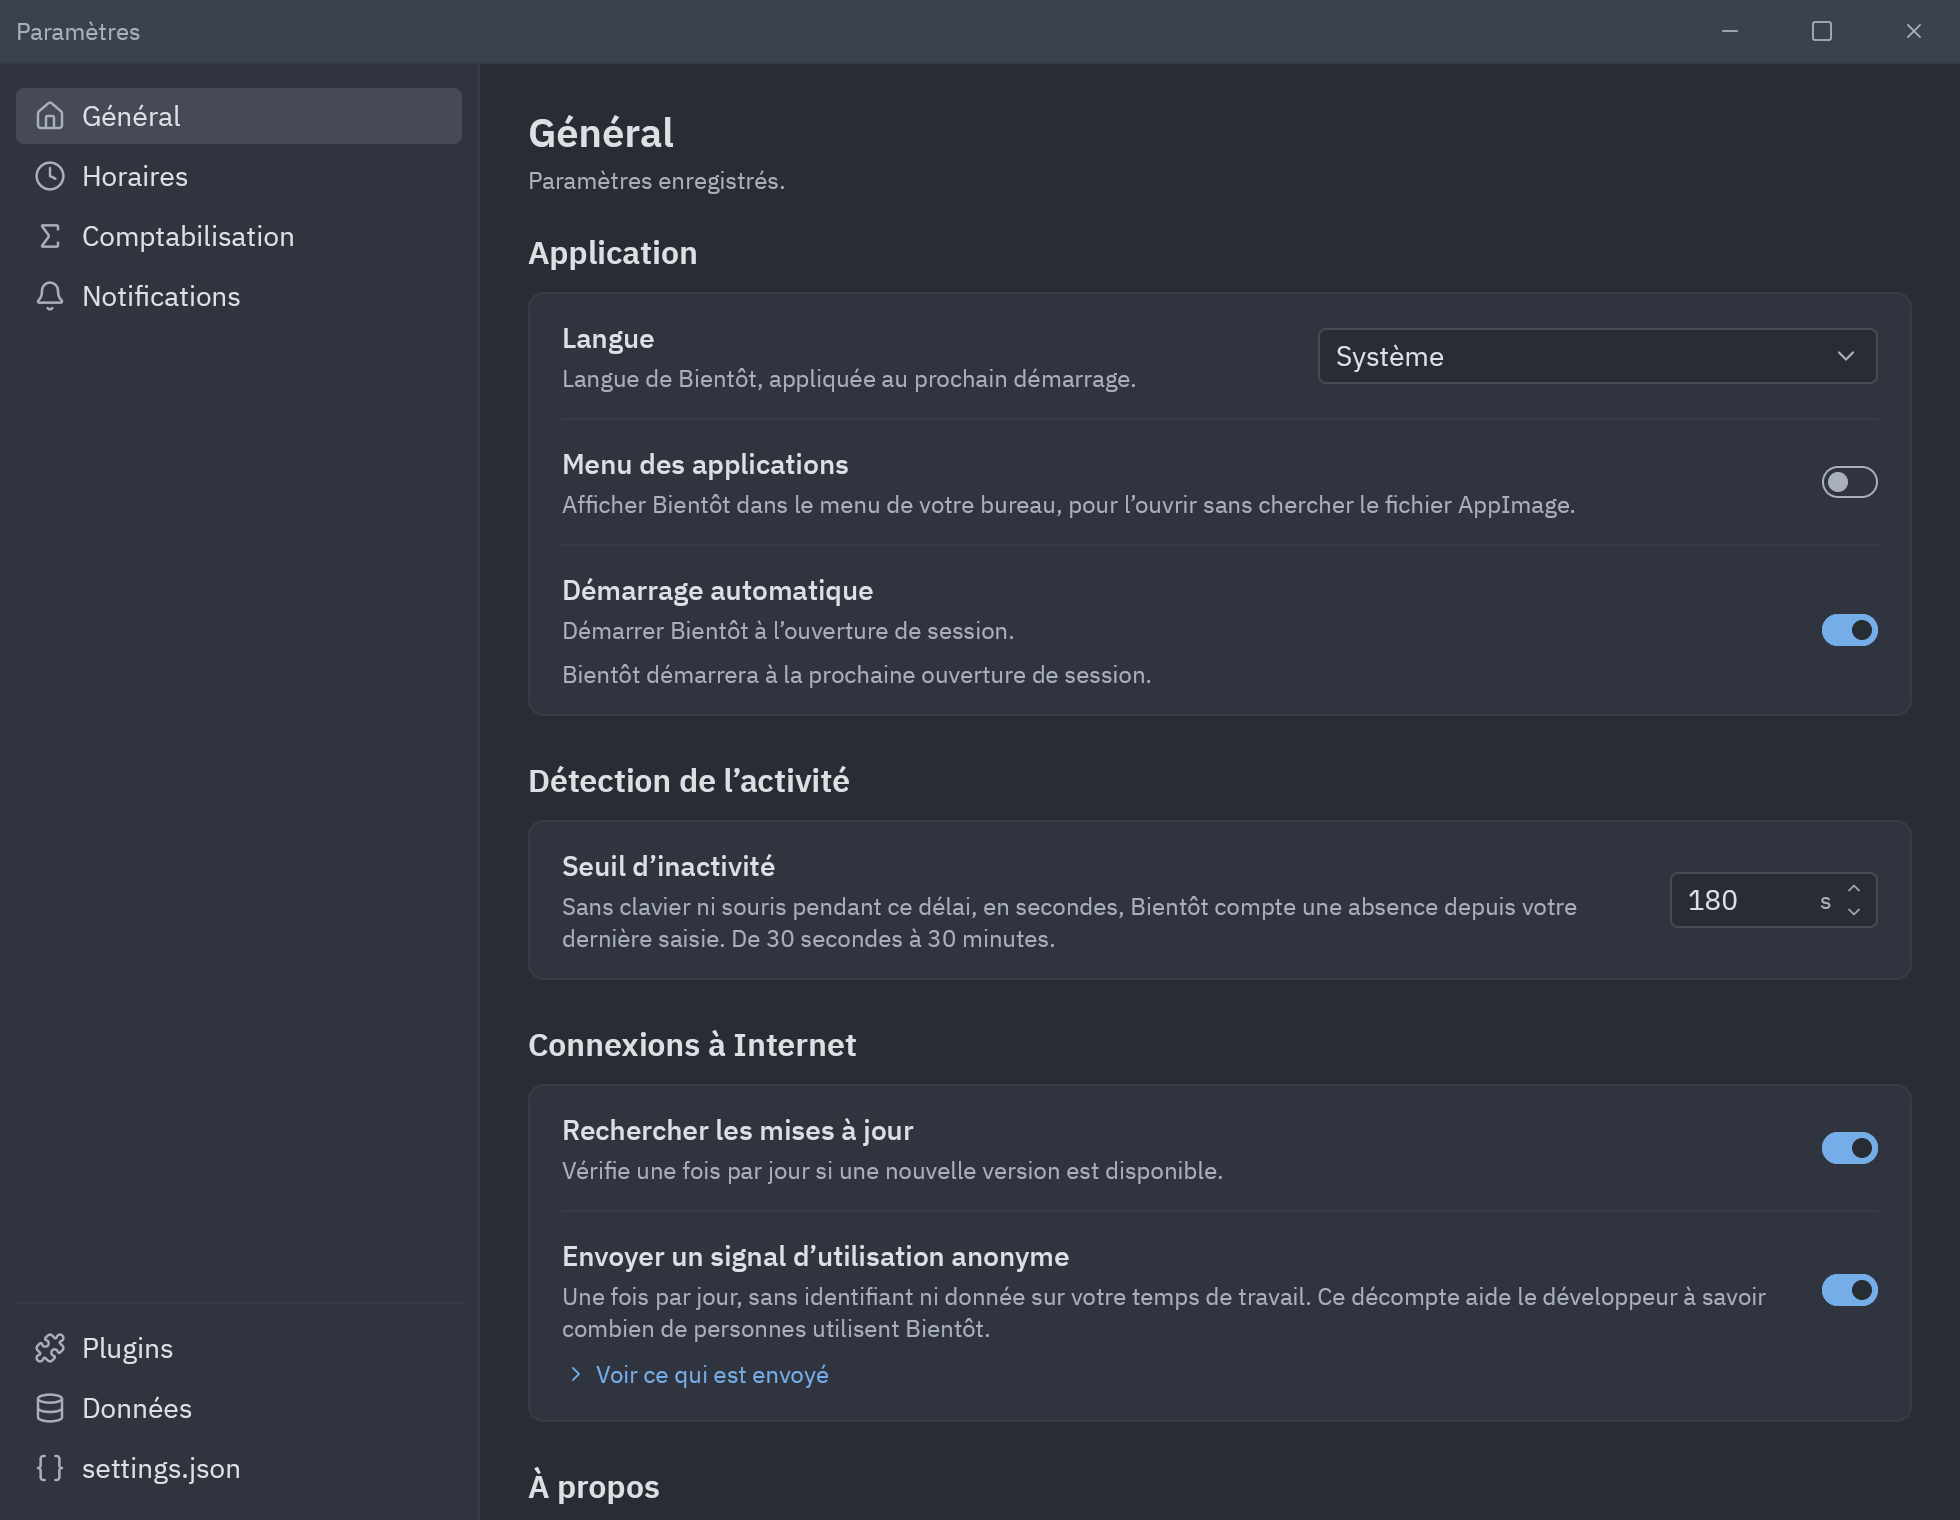 Paramètres
Général
Horaires
Comptabilisation
Notifications
Plugins
Données
settings.json
Général
Paramètres enregistrés.
Application
Langue
Langue de Bientôt, appliquée au prochain démarrage.
Système
Menu des applications
Afficher Bientôt dans le menu de votre bureau, pour l’ouvrir sans chercher le fichier AppImage.
Démarrage automatique
Démarrer Bientôt à l’ouverture de session.
Bientôt démarrera à la prochaine ouverture de session.
Détection de l’activité
Seuil d’inactivité
Sans clavier ni souris pendant ce délai, en secondes, Bientôt compte une absence depuis votre
dernière saisie. De 30 secondes à 30 minutes.
180 s
Connexions à Internet
Rechercher les mises à jour
Vérifie une fois par jour si une nouvelle version est disponible.
Envoyer un signal d’utilisation anonyme
Une fois par jour, sans identifiant ni donnée sur votre temps de travail. Ce décompte aide le développeur à savoir
combien de personnes utilisent Bientôt.
Voir ce qui est envoyé
À propos